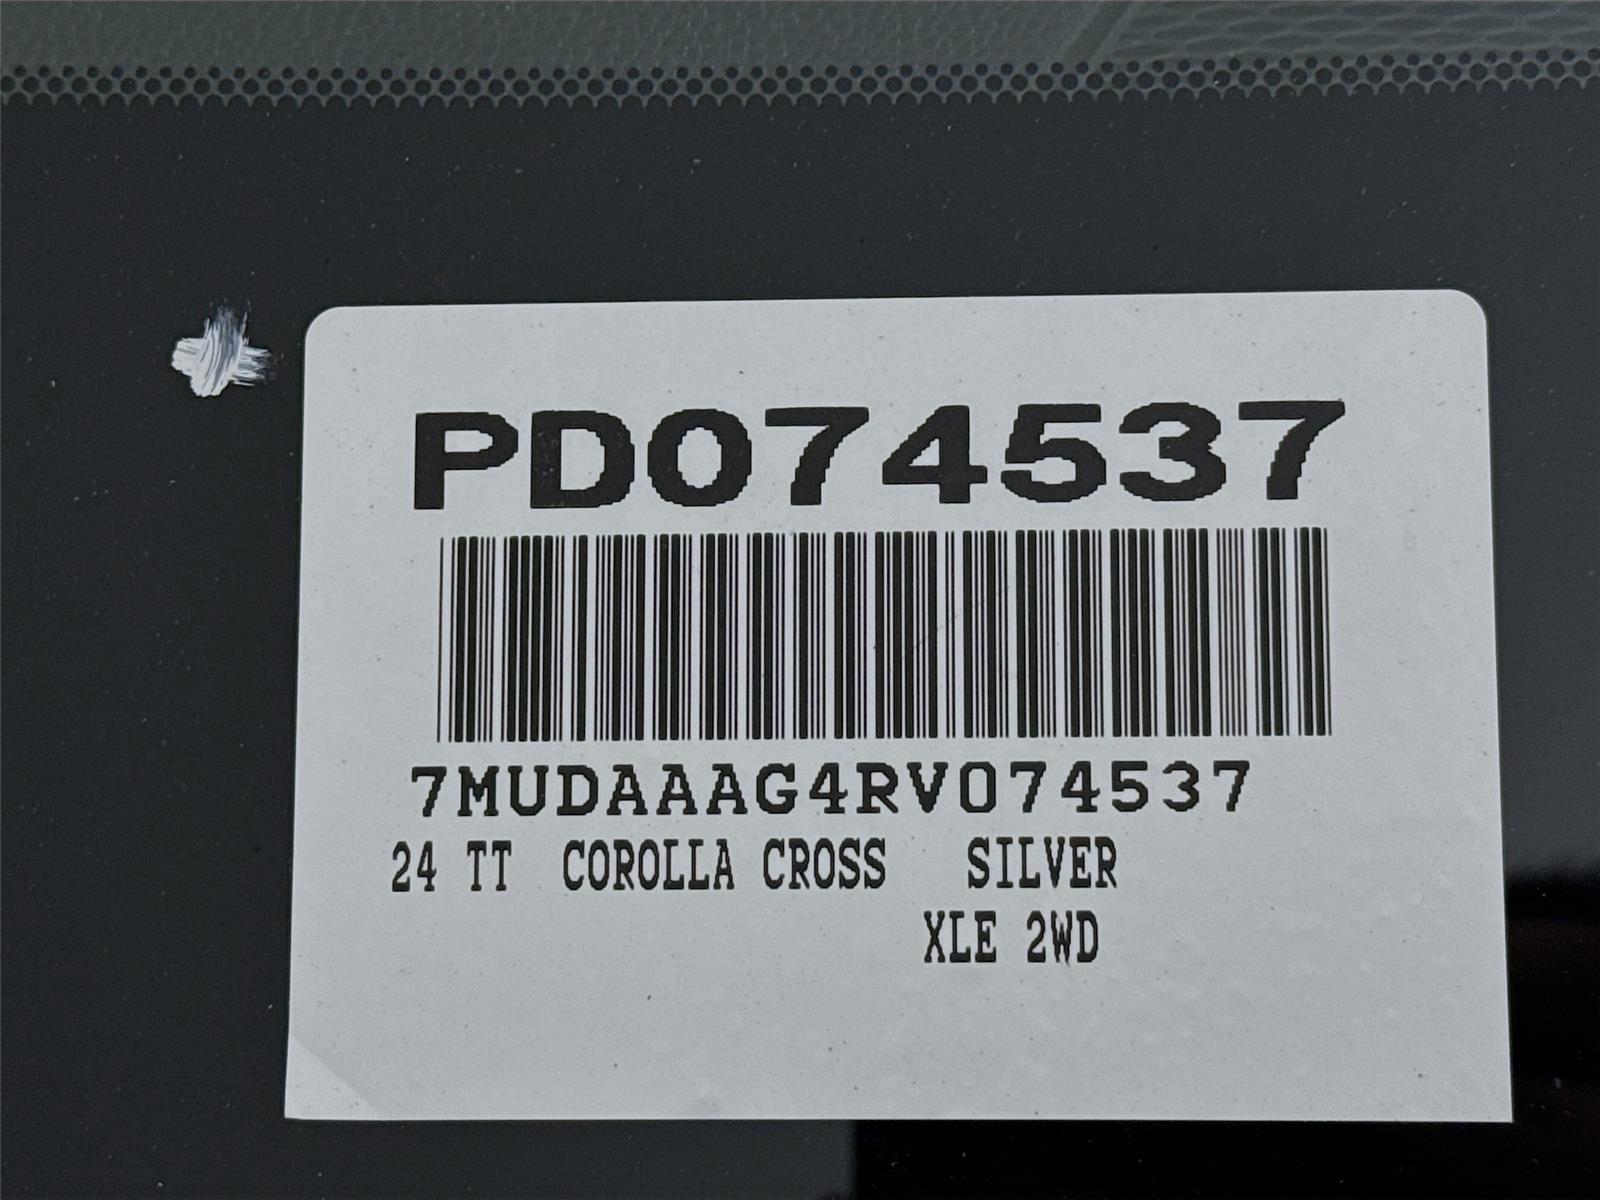 PD074537
7MUDAAAG4RV074537
24 TT COROLLA CROSS SILVER
XLE 2WD